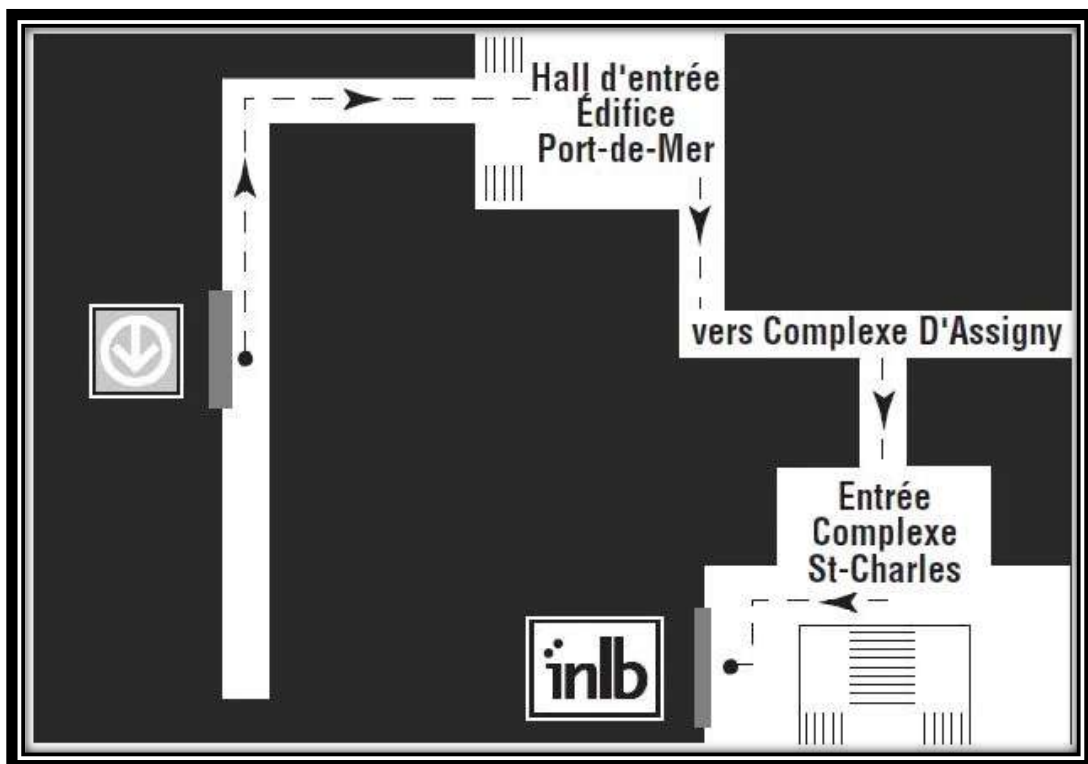 Hall d'entrée
Édifice
Port-de-Mer
vers Complexe D'Assigny
Entrée
Complexe
St-Charles
inlb